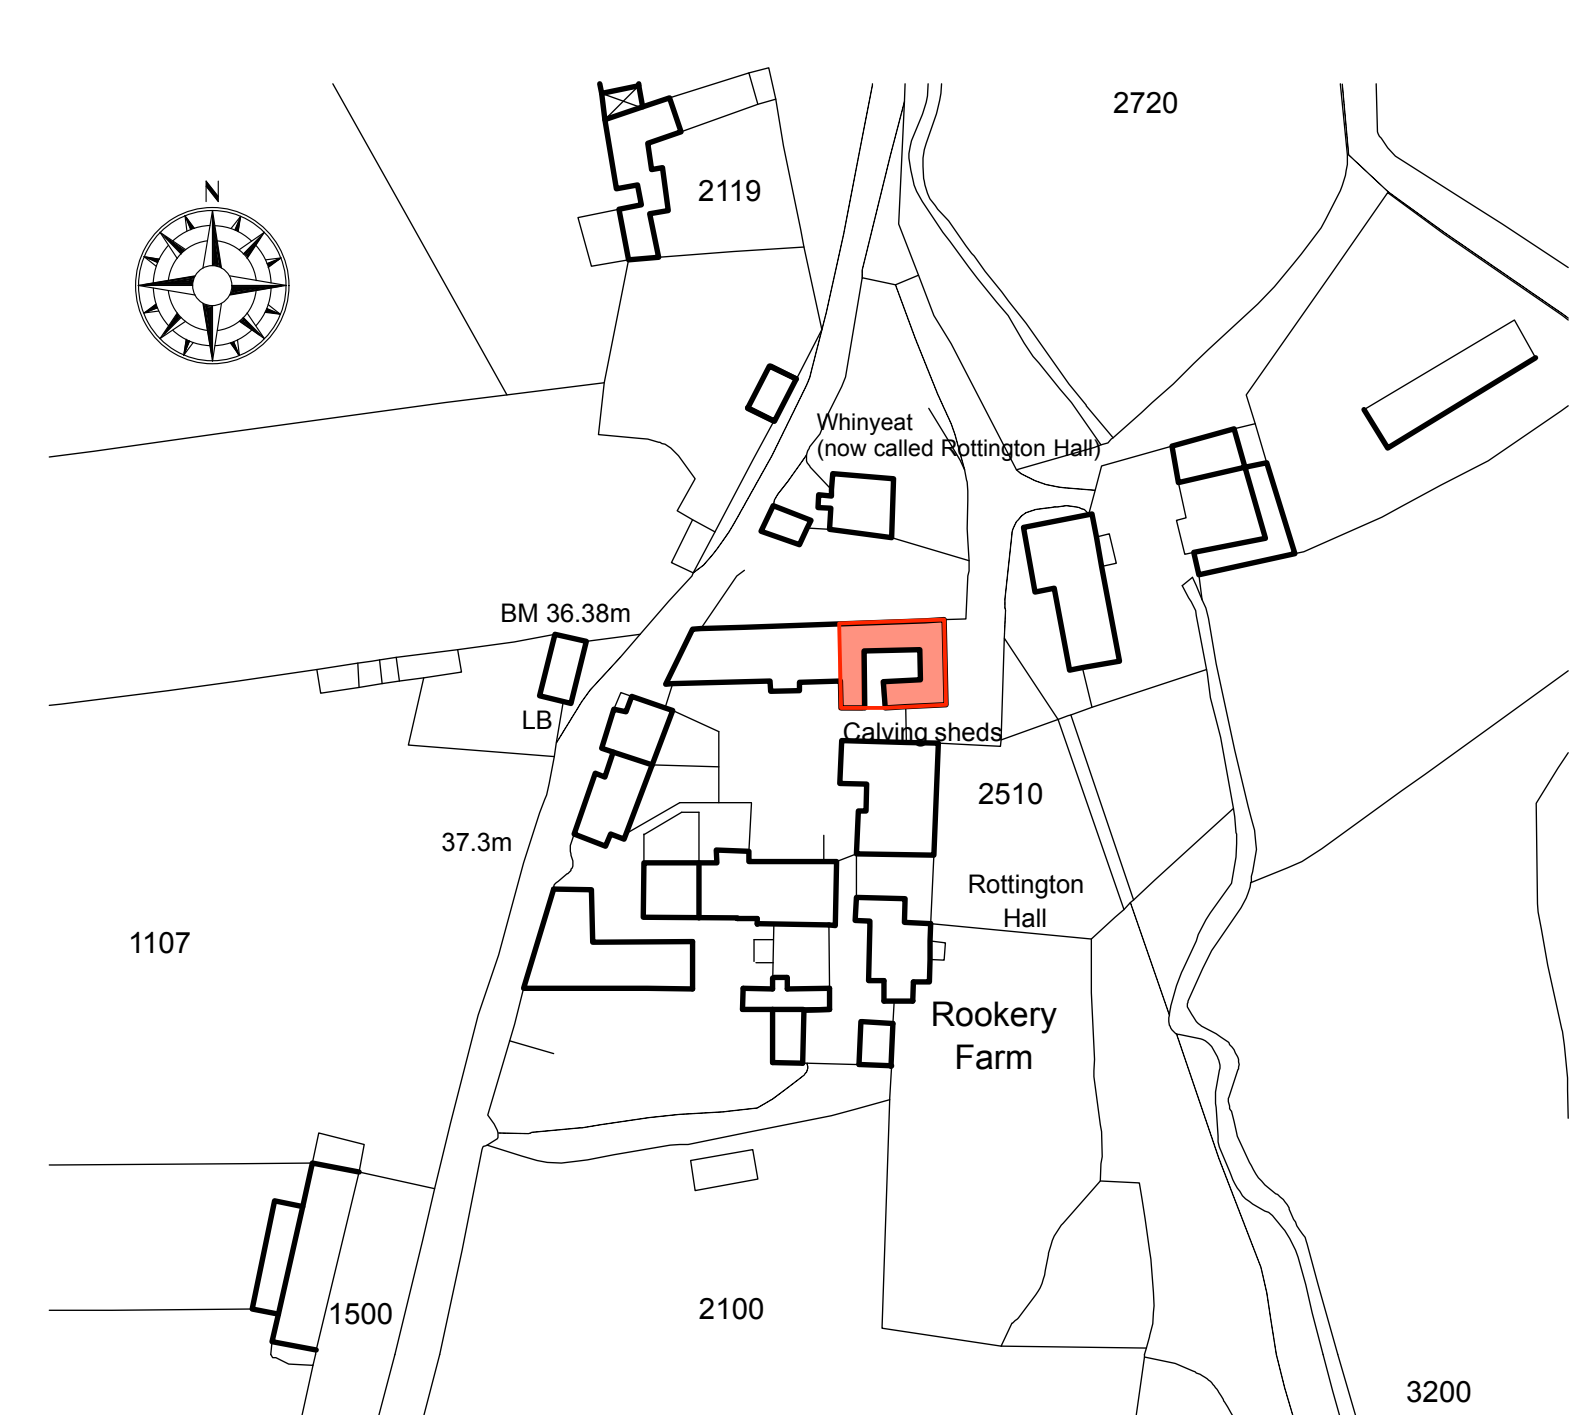 2720
N
2119
Whinyeat
(now called Rottington Hall)
BM 36.38m
LB
Calving sheds
2510
37.3m
Rottington
Hall
1107
Rookery
Farm
1500
2100
3200